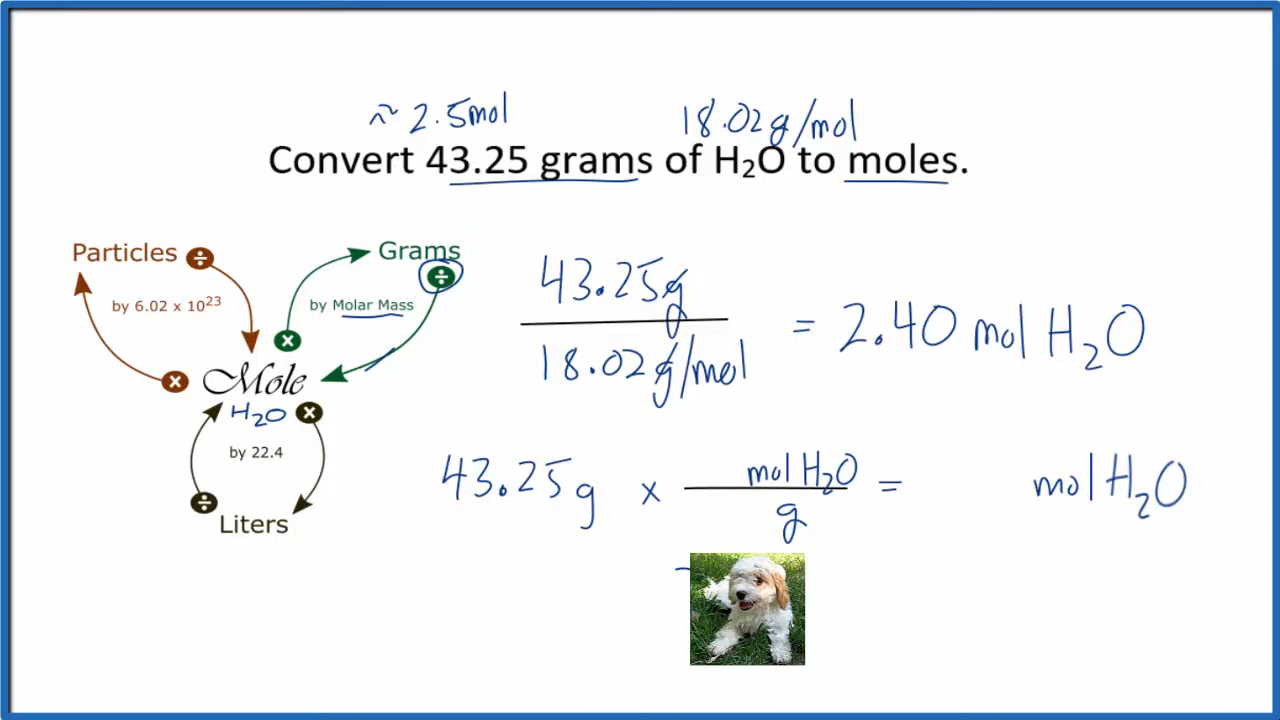 ≈ 2.5mol 18.02g/mol
Convert 43.25 grams of H₂O to moles.
Particles ÷
by 6.02 x 10²³
Grams
÷
by Molar Mass
×
× Mole
H₂O ×
by 22.4
÷
Liters
43.25g
18.02g/mol
= 2.40 mol H₂O
43.25g x mol H₂O
g
= mol H₂O